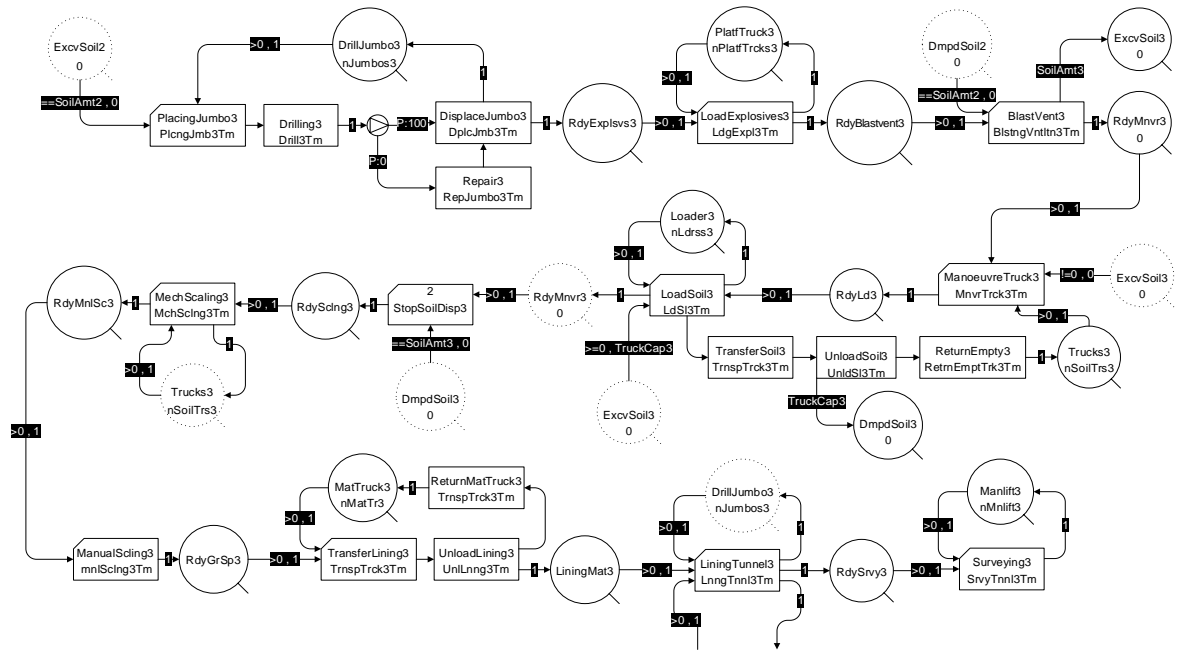 ExcvSoil2
0
==SoilAmt2 , 0
>0 , 1
DrillJumbo3
nJumbos3
PlacingJumbo3
PlcngJmb3Tm
Drilling3
Drill3Tm
1
P:100
P:0
1
DisplaceJumbo3
DplcJmb3Tm
Repair3
RepJumbo3Tm
1
RdyExplsvs3
>0 , 1
PlatfTruck3
nPlatfTrcks3
>0 , 1
1
LoadExplosives3
LdgExpl3Tm
1
RdyBlastvent3
>0 , 1
DmpdSoil2
0
==SoilAmt2 , 0
SoilAmt3
ExcvSoil3
0
BlastVent3
BlstngVntltn3Tm
1
RdyMnvr3
>0 , 1
ExcvSoil3
0
!=0 , 0
ManoeuvreTruck3
MnvrTrck3Tm
>0 , 1
Trucks3
nSoilTrs3
1
RdyLd3
>0 , 1
Loader3
nLdrss3
>0 , 1
1
LoadSoil3
LdSl3Tm
>=0 , TruckCap3
ExcvSoil3
0
TransferSoil3
TrnspTrck3Tm
UnloadSoil3
UnldSl3Tm
ReturnEmpty3
RetrnEmptTrk3Tm
1
TruckCap3
DmpdSoil3
0
1
RdyMnvr3
>0 , 1
2
StopSoilDisp3
==SoilAmt3 , 0
DmpdSoil3
0
1
RdySclng3
>0 , 1
MechScaling3
MchSclng3Tm
>0 , 1
1
Trucks3
nSoilTrs3
1
RdyMnlSc3
>0 , 1
ManualScling3
mnlSclng3Tm
1
RdyGrSp3
>0 , 1
MatTruck3
nMatTr3
>0 , 1
1
ReturnMatTruck3
TrnspTrck3Tm
TransferLining3
TrnspTrck3Tm
UnloadLining3
UnlLnng3Tm
1
LiningMat3
>0 , 1
DrillJumbo3
nJumbos3
>0 , 1
1
LiningTunnel3
LnngTnnl3Tm
>0 , 1
1
1
RdySrvy3
>0 , 1
Manlift3
nMnlift3
>0 , 1
1
Surveying3
SrvyTnnl3Tm